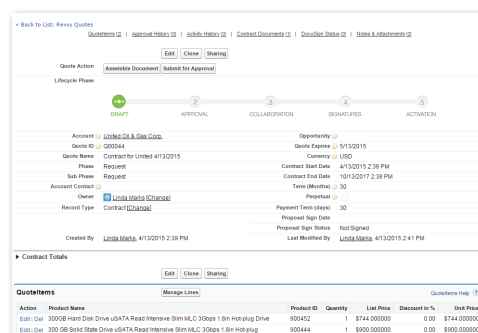 « Back to List: Revvy Quotes
QuoteItems [2] | Approval History [0] | Activity History [0] | Contract Documents [1] | DocuSign Status [0] | Notes & Attachments [0]
Edit Clone Sharing
Quote Action Assemble Document Submit for Approval
Lifecycle Phase
2 3 4 5
DRAFT APPROVAL COLLABORATION SIGNATURES ACTIVATION
Account United Oil & Gas Corp. Opportunity
Quote ID Q00044 Quote Expires 5/13/2015
Quote Name Contract for United 4/13/2015 Currency USD
Phase Request Contract Start Date 4/15/2015 2:38 PM
Sub Phase Request Contract End Date 10/13/2017 2:38 PM
Account Contact Term (Months) 30
Owner Linda Marks [Change] Perpetual
Record Type Contract [Change] Payment Term (days) 30
Proposal Sign Date
Proposal Sign Status Not Signed
Created By Linda Marks, 4/13/2015 2:39 PM Last Modified By Linda Marks, 4/13/2015 2:41 PM
Contract Totals
Edit Clone Sharing
QuoteItems Manage Lines QuoteItems Help ?
Action Product Name Product ID Quantity List Price Discount in % Unit Price
Edit | Del 300GB Hard Disk Drive uSATA Read Intensive Slim MLC 3Gbps 1.8in Hot-plug Drive 900452 1 $744.000000 0.00 $744.000000
Edit | Del 300 GB Solid State Drive uSATA Read Intensive Slim MLC 3Gbps 1.8in Hot-plug 900444 1 $900.000000 0.00 $900.000000